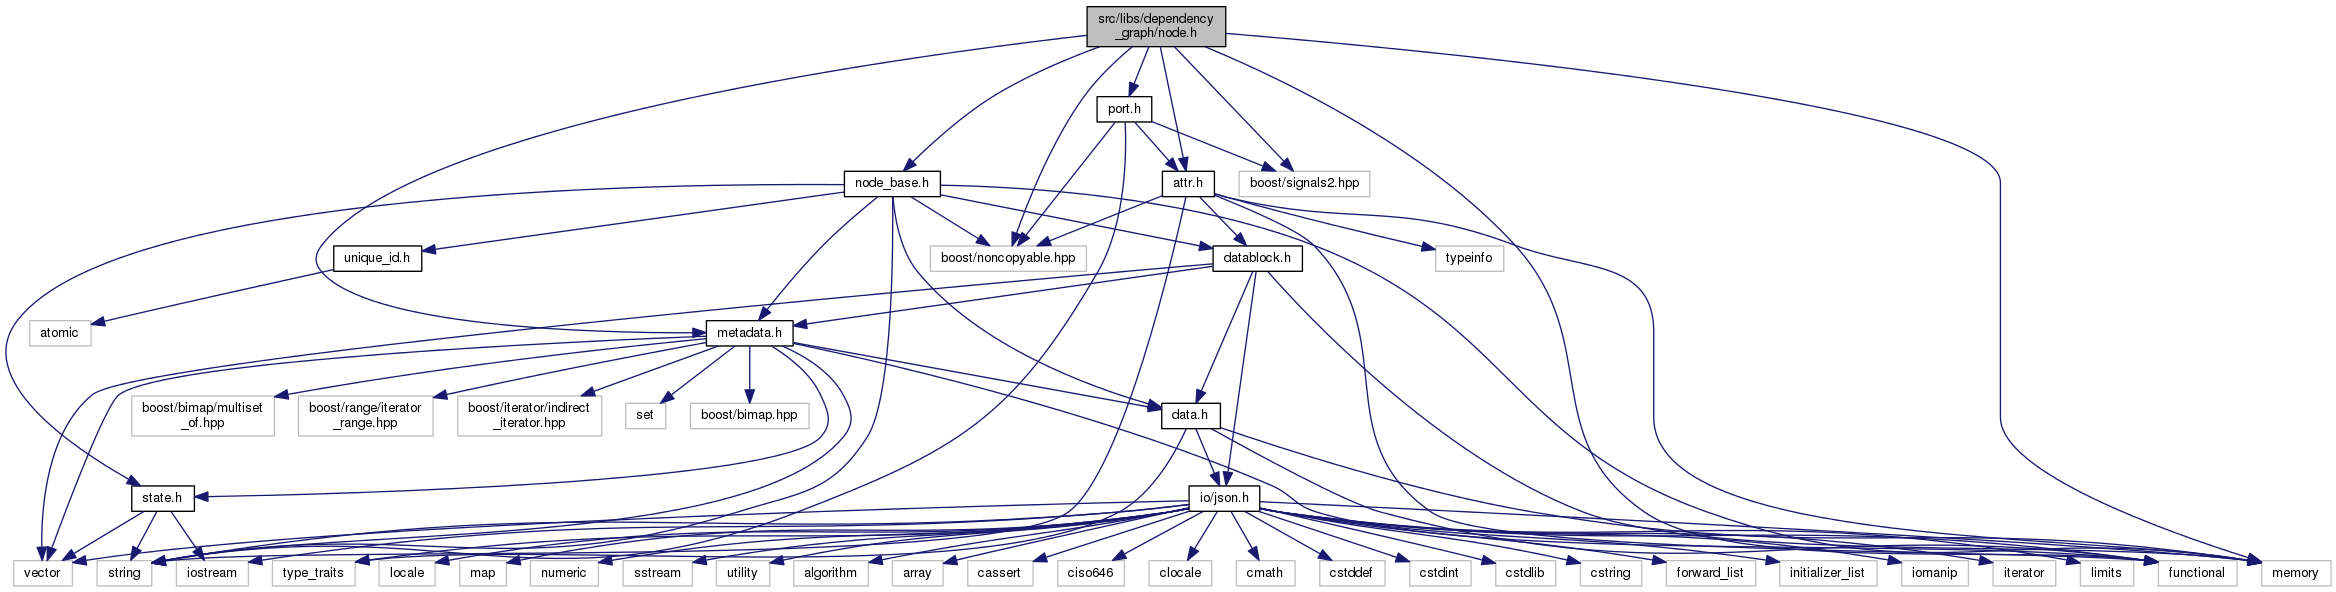 src/libs/dependency
_graph/node.h
port.h
node_base.h
attr.h
boost/signals2.hpp
unique_id.h
boost/noncopyable.hpp
datablock.h
typeinfo
atomic
metadata.h
boost/bimap/multiset
_of.hpp
boost/range/iterator
_range.hpp
boost/iterator/indirect
_iterator.hpp
set
boost/bimap.hpp
data.h
state.h
io/json.h
vector
string
iostream
type_traits
locale
map
numeric
sstream
utility
algorithm
array
cassert
ciso646
clocale
cmath
cstddef
cstdint
cstdlib
cstring
forward_list
initializer_list
iomanip
iterator
limits
functional
memory